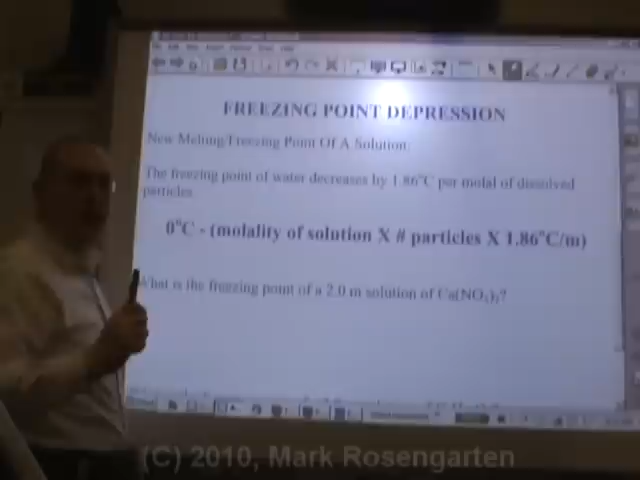 FREEZING POINT DEPRESSION
New Melting/Freezing Point Of A Solution:
The freezing point of water decreases by 1.86°C per molal of dissolved
particles.
0°C - (molality of solution X # particles X 1.86°C/m)
What is the freezing point of a 2.0 m solution of Ca(NO₃)₂?
(C) 2010, Mark Rosengarten